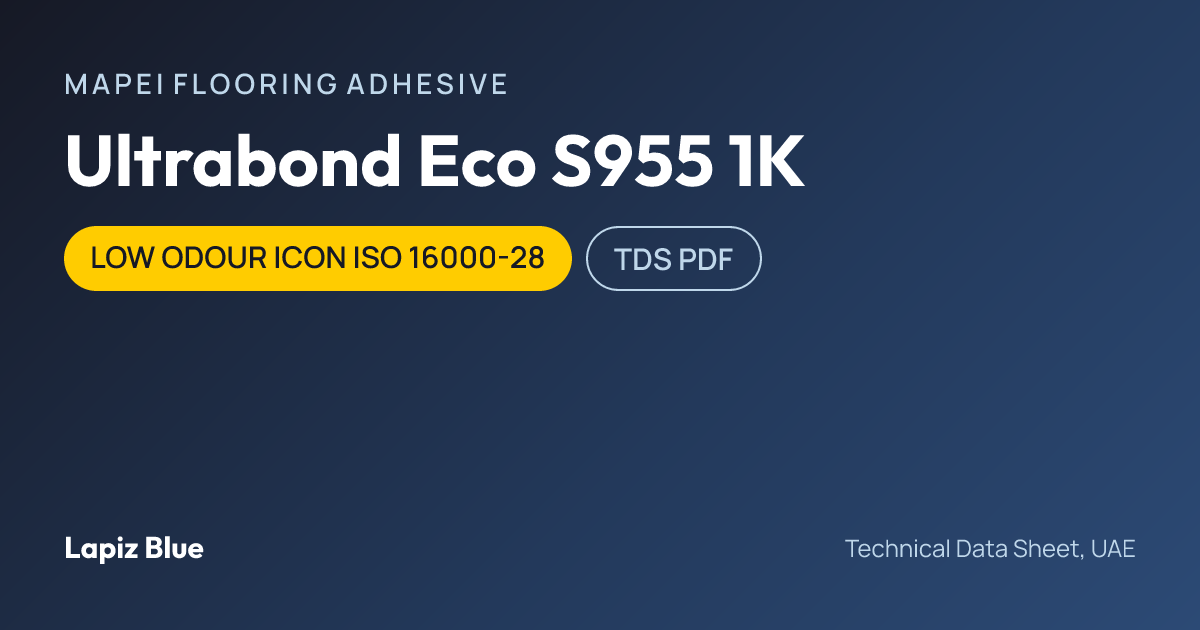 MAPEI FLOORING ADHESIVE
Ultrabond Eco S955 1K
LOW ODOUR ICON ISO 16000-28
TDS PDF
Lapiz Blue
Technical Data Sheet, UAE